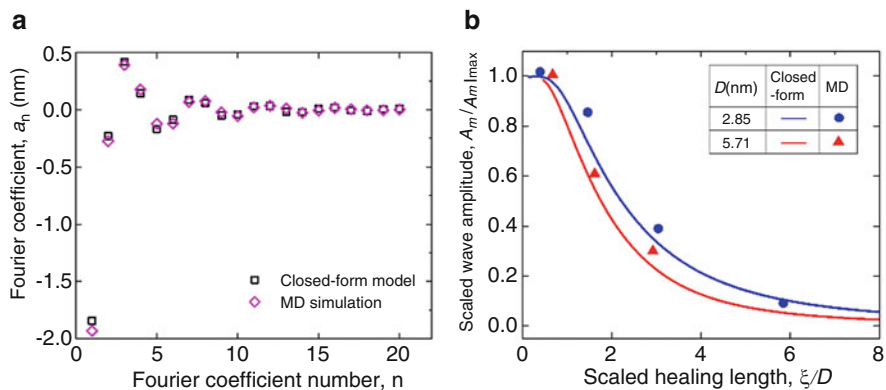 a
Fourier coefficient, aₙ (nm)
0.5
0.0
-0.5
-1.0
-1.5
-2.0
Closed-form model
MD simulation
0 5 10 15 20
Fourier coefficient number, n
b
Scaled wave amplitude, Aₘ/Aₘ|ₘₐₓ
1.0
0.8
0.6
0.4
0.2
0.0
D(nm) Closed-form MD
2.85
5.71
0 2 4 6 8
Scaled healing length, ξ/D